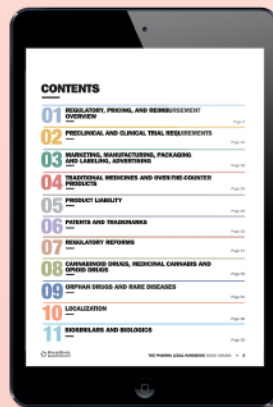 CONTENTS
01 REGULATORY, PRICING, AND REIMBURSEMENT
OVERVIEW
02 PRECLINICAL AND CLINICAL TRIAL REQUIREMENTS
03 MARKETING, MANUFACTURING, PACKAGING
AND LABELING, ADVERTISING
04 TRADITIONAL MEDICINES AND OVER-THE-COUNTER
PRODUCTS
05 PRODUCT LIABILITY
06 PATENTS AND TRADEMARKS
07 REGULATORY REFORMS
08 CANNABINOID DRUGS, MEDICINAL CANNABIS AND
OPIOID DRUGS
09 ORPHAN DRUGS AND RARE DISEASES
10 LOCALIZATION
11 BIOSIMILARS AND BIOLOGICS
THE PHARMA LEGAL HANDBOOK